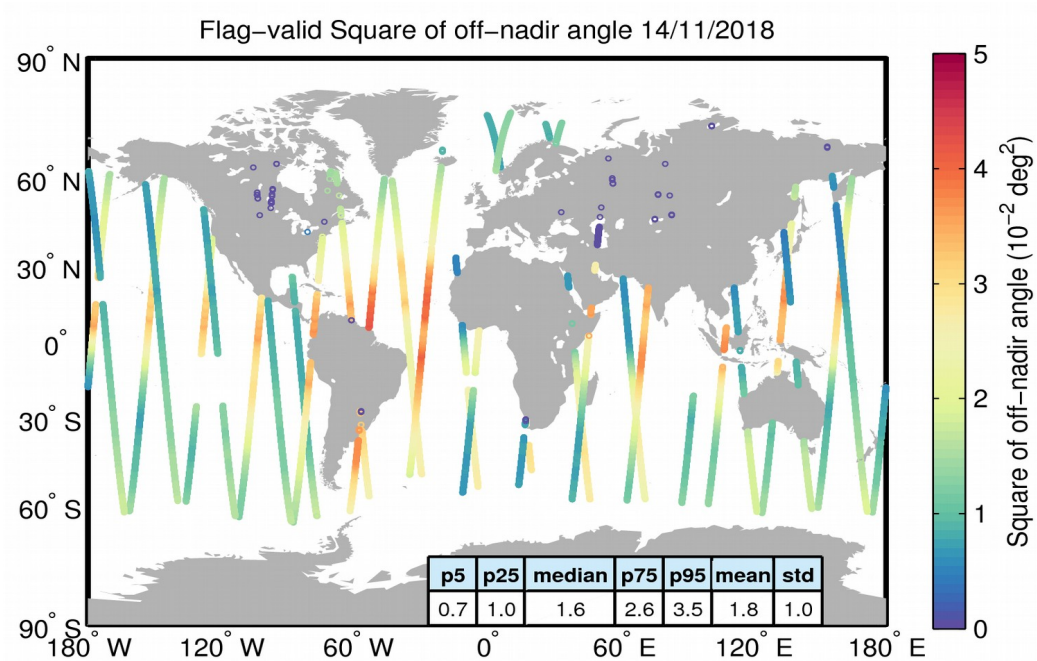 Flag−valid Square of off−nadir angle 14/11/2018
90° N
60° N
30° N
0°
30° S
60° S
90° S
180° W
120° W
60° W
0°
60° E
120° E
180° E
p5 p25 median p75 p95 mean std
0.7 1.0 1.6 2.6 3.5 1.8 1.0
5
4
3
2
1
0
Square of off−nadir angle (10⁻² deg²)